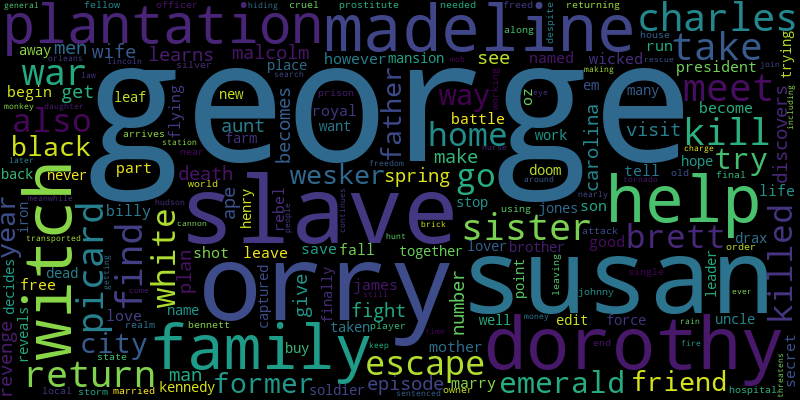 general fellow cruel prostitute needed freed officer hiding despite returning
plantation madeline charles
along house
away men wife learns malcolm however mansion see named wicked run take
war place president trying
begin get leaf flying new oz em many meet
also aunt royal father way battle home work visit discovers
george
black farm want becomes make carolina tell kill
never part prison spring doom hope become
back death wesker go try
witch slave help
year picard find white ape henry rebel sister brett killed
billy stop jones son life
iron shot leave save fall together lover brother good drax
decides dead plan captured orry number point susan leader secret
free love james
reveals name give finally fight well edit force uncle
city realm taken mother dorothy
revenge family escape
return man buy former episode marry emerald friend
kennedy soldier hospital
storm married local state bennett
transported meanwhile hudson cannon
arrives station near world
monkey daughter orleans law lincoln silver search
making rescue join including
mob working eye nurse charge
freedom nearly around tornado old final
later people continues hunt brick using attack order
leaving johnny single ever
player time keep money rain fire end
getting come still
sentenced owner threatens